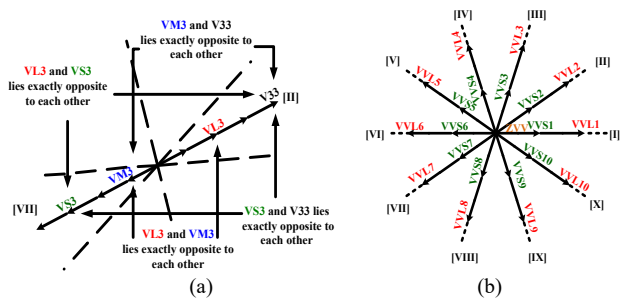 VM3 and V33
lies exactly opposite to
each other
VL3 and VS3
lies exactly opposite
to each other
V33
[II]
VL3
VM3
VS3
[VII]
VS3 and V33 lies
exactly opposite to
each other
VL3 and VM3
lies exactly opposite
to each other
(a)
[IV]
[III]
VVL4
VVL3
[V]
[II]
VVL5
VVS4
VVS3
VVL2
VVS5
VVS2
[VI]
VVL6
VVS6
ZVV
VVS1
VVL1
[I]
VVS7
VVS10
VVL7
VVS8
VVS9
VVL10
[VII]
[X]
VVL8
VVL9
[VIII]
[IX]
(b)